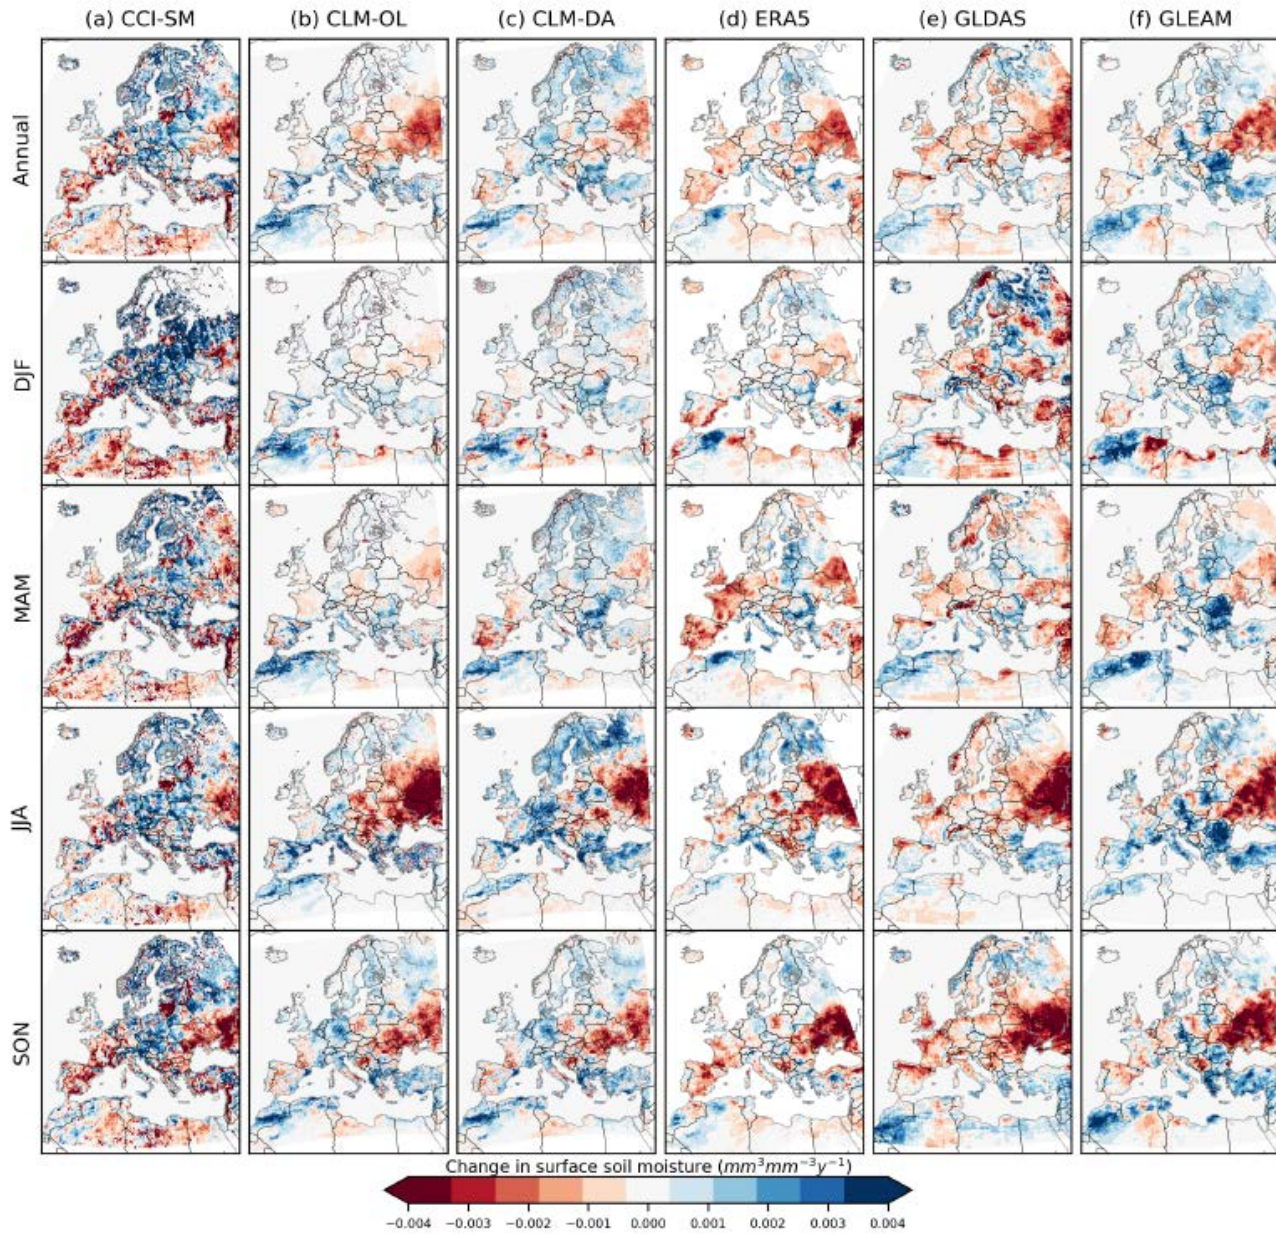 (a) CCI-SM (b) CLM-OL (c) CLM-DA (d) ERA5 (e) GLDAS (f) GLEAM
Annual
DJF
MAM
JJA
SON
Change in surface soil moisture (mm³mm⁻³y⁻¹)
−0.004 −0.003 −0.002 −0.001 0.000 0.001 0.002 0.003 0.004